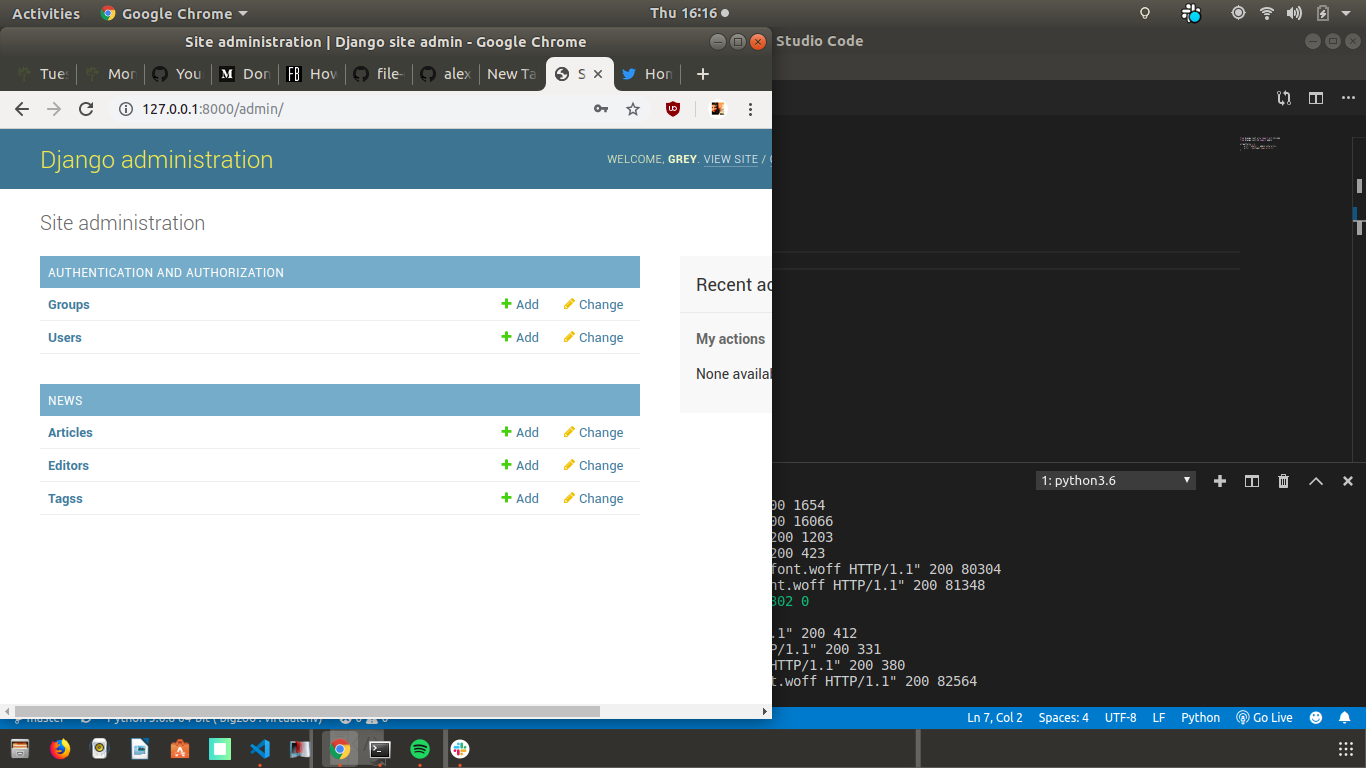 Activities Google Chrome Thu 16:16
Site administration | Django site admin - Google Chrome
Studio Code
Tue Mor You M Don FB How file- alex New Ta S Hon
127.0.0.1:8000/admin/
Django administration
WELCOME, GREY. VIEW SITE /
Site administration
AUTHENTICATION AND AUTHORIZATION
Groups Add Change
Users Add Change
NEWS
Articles Add Change
Editors Add Change
Tagss Add Change
Recent ac
My actions
None availab
1: python3.6
00 1654
00 16066
200 1203
200 423
font.woff HTTP/1.1" 200 80304
nt.woff HTTP/1.1" 200 81348
302 0
.1" 200 412
P/1.1" 200 331
HTTP/1.1" 200 380
t.woff HTTP/1.1" 200 82564
Ln 7, Col 2 Spaces: 4 UTF-8 LF Python Go Live